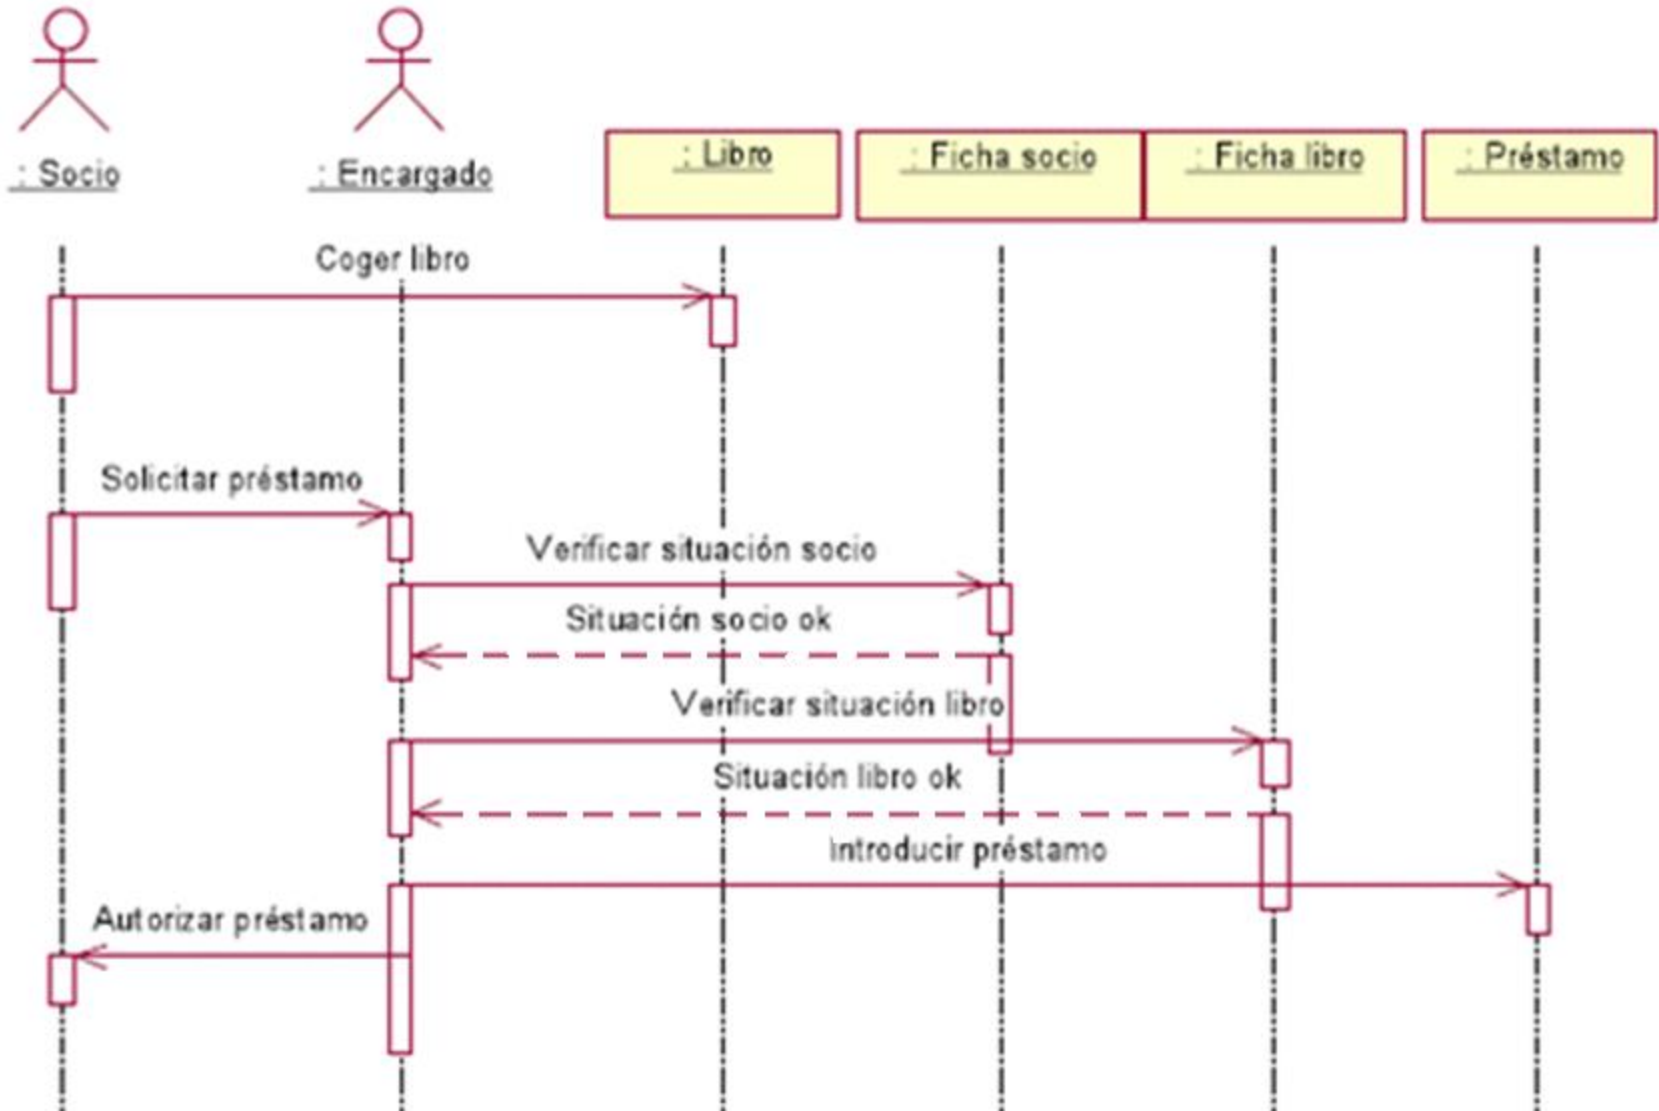 : Socio
: Encargado
: Libro
: Ficha socio
: Ficha libro
: Préstamo
Coger libro
Solicitar préstamo
Verificar situación socio
Situación socio ok
Verificar situación libro
Situación libro ok
Introducir préstamo
Autorizar préstamo